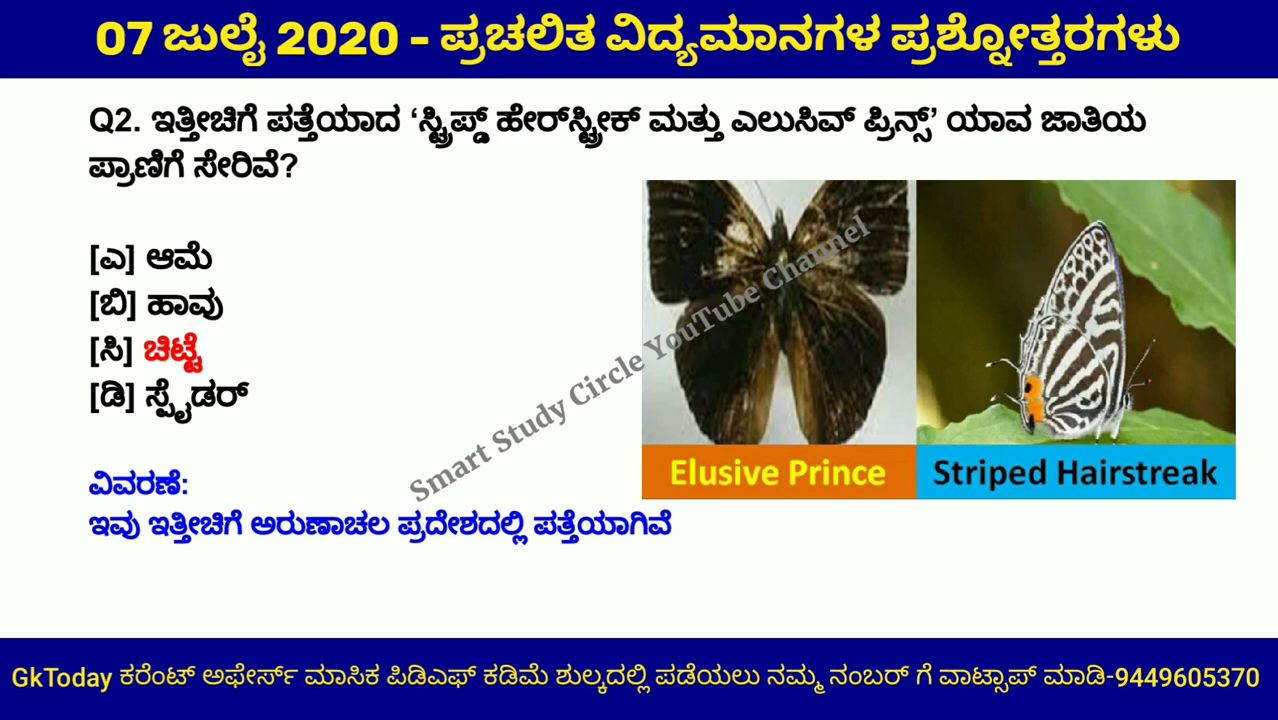 07 ಜುಲೈ 2020 - ಪ್ರಚಲಿತ ವಿದ್ಯಮಾನಗಳ ಪ್ರಶ್ನೋತ್ತರಗಳು
Q2. ಇತ್ತೀಚಿಗೆ ಪತ್ತೆಯಾದ ‘ಸ್ಟ್ರಿಪ್ಡ್ ಹೇರ್‌ಸ್ಟ್ರೀಕ್ ಮತ್ತು ಎಲುಸಿವ್ ಪ್ರಿನ್ಸ್’ ಯಾವ ಜಾತಿಯ
ಪ್ರಾಣಿಗೆ ಸೇರಿವೆ?
[ಎ] ಆಮೆ
[ಬಿ] ಹಾವು
[ಸಿ] ಚಿಟ್ಟೆ
[ಡಿ] ಸ್ಪೈಡರ್
Smart Study Circle YouTube Channel
Elusive Prince
Striped Hairstreak
ವಿವರಣೆ:
ಇವು ಇತ್ತೀಚಿಗೆ ಅರುಣಾಚಲ ಪ್ರದೇಶದಲ್ಲಿ ಪತ್ತೆಯಾಗಿವೆ
GkToday ಕರೆಂಟ್ ಅಫೇರ್ಸ್ ಮಾಸಿಕ ಪಿಡಿಎಫ್ ಕಡಿಮೆ ಶುಲ್ಕದಲ್ಲಿ ಪಡೆಯಲು ನಮ್ಮ ನಂಬರ್ ಗೆ ವಾಟ್ಸಾಪ್ ಮಾಡಿ-9449605370